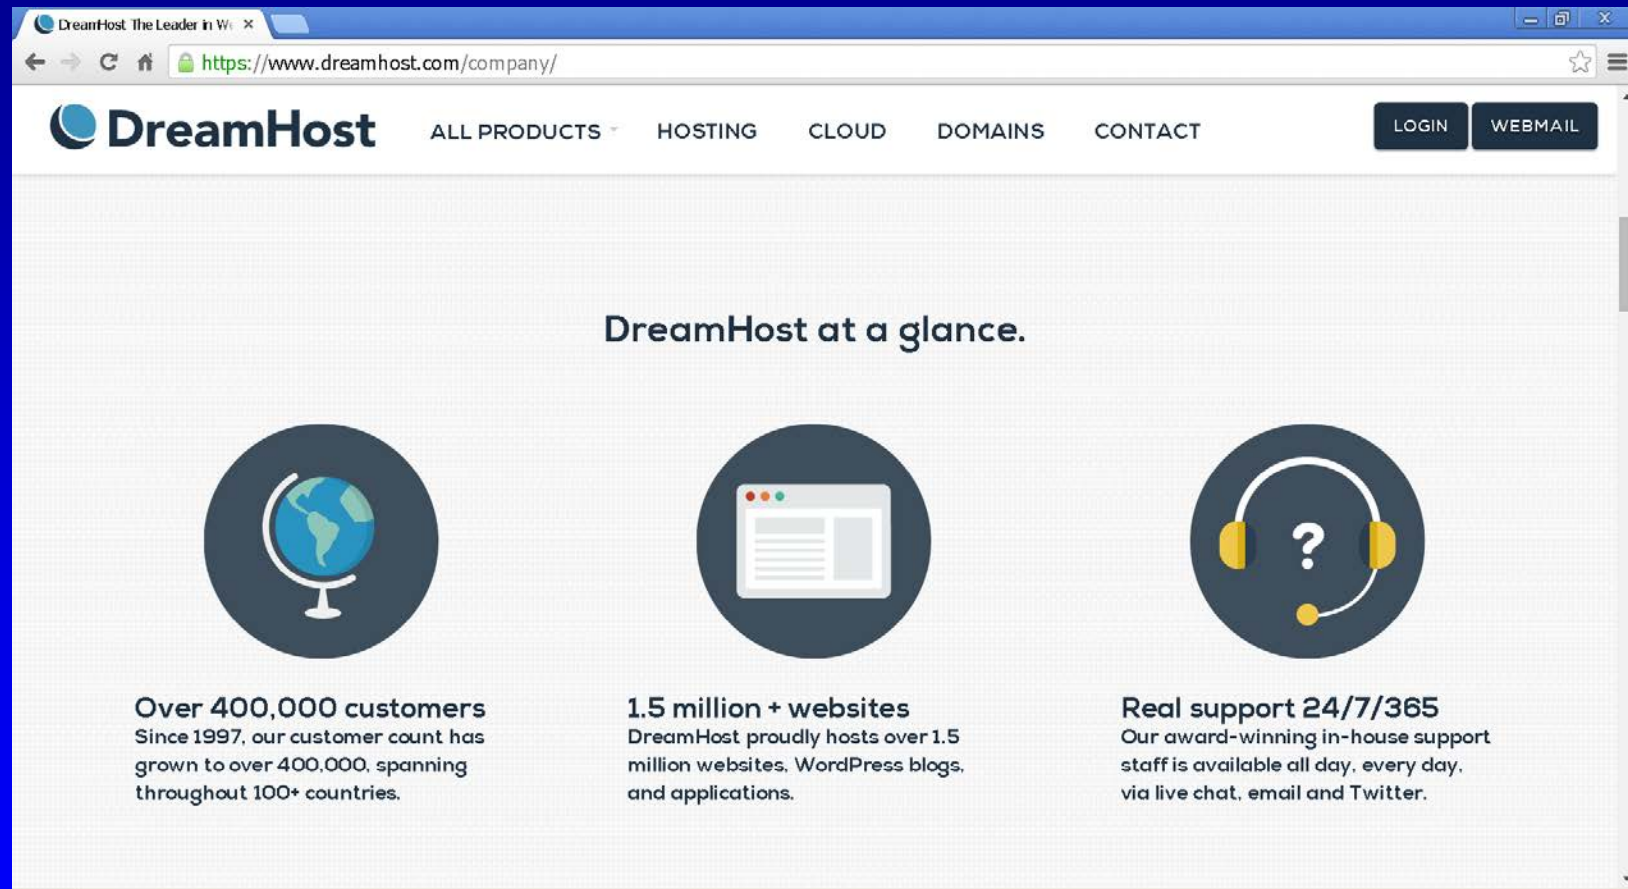 DreamHost The Leader in We
https://www.dreamhost.com/company/
DreamHost ALL PRODUCTS HOSTING CLOUD DOMAINS CONTACT LOGIN WEBMAIL
DreamHost at a glance.
?
Over 400,000 customers
Since 1997, our customer count has
grown to over 400,000, spanning
throughout 100+ countries.
1.5 million + websites
DreamHost proudly hosts over 1.5
million websites, WordPress blogs,
and applications.
Real support 24/7/365
Our award-winning in-house support
staff is available all day, every day,
via live chat, email and Twitter.